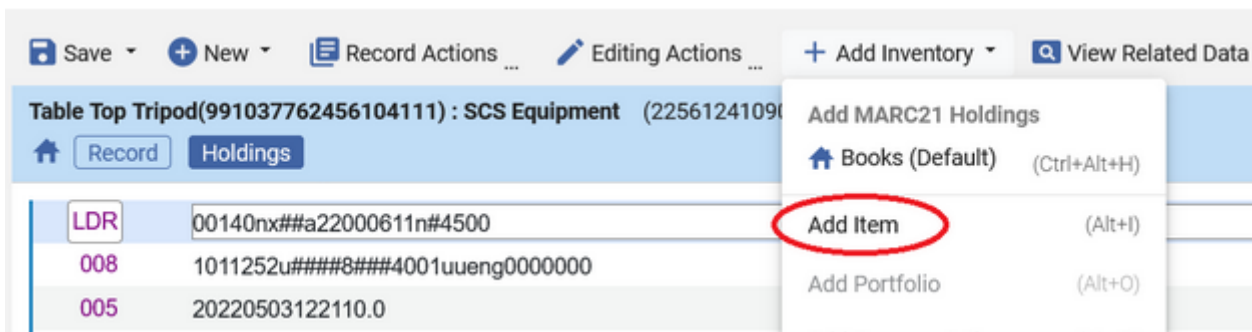 Save New Record Actions ... Editing Actions ... + Add Inventory View Related Data
Table Top Tripod(991037762456104111) : SCS Equipment (22561241090
Add MARC21 Holdings
Record Holdings
Books (Default) (Ctrl+Alt+H)
LDR 00140nx##a22000611n#4500
Add Item (Alt+I)
008 1011252u####8###4001uueng0000000
Add Portfolio (Alt+O)
005 20220503122110.0